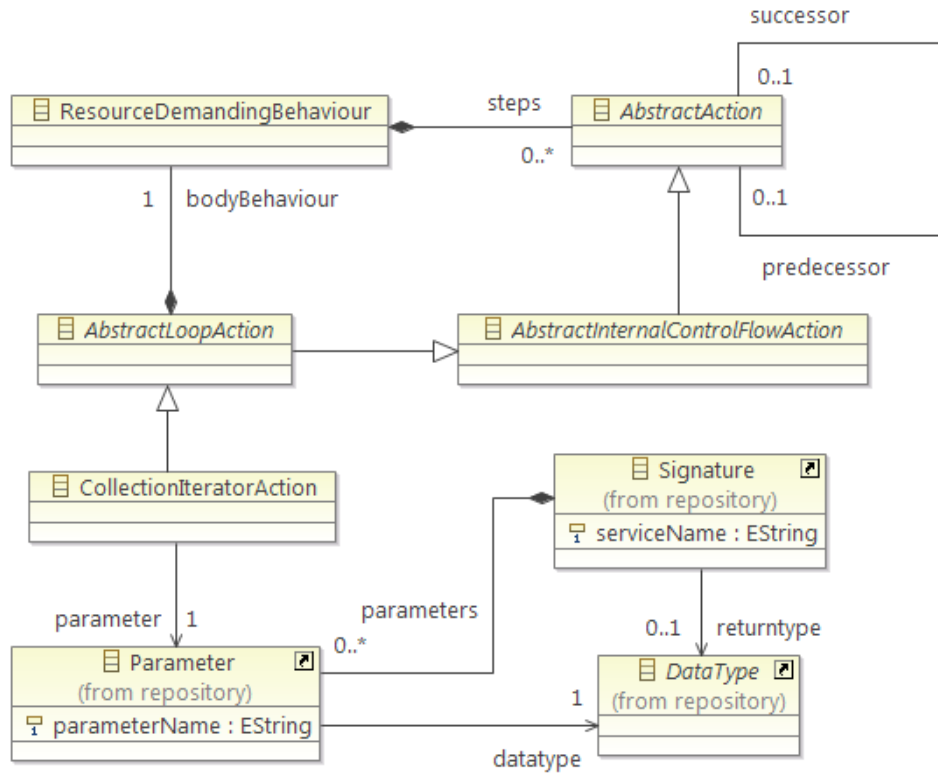 successor
0..1
ResourceDemandingBehaviour
steps
AbstractAction
0..*
1
bodyBehaviour
0..1
predecessor
AbstractLoopAction
AbstractInternalControlFlowAction
CollectionIteratorAction
Signature
(from repository)
serviceName : EString
parameter
1
parameters
0..*
0..1
returntype
Parameter
(from repository)
parameterName : EString
DataType
(from repository)
1
datatype